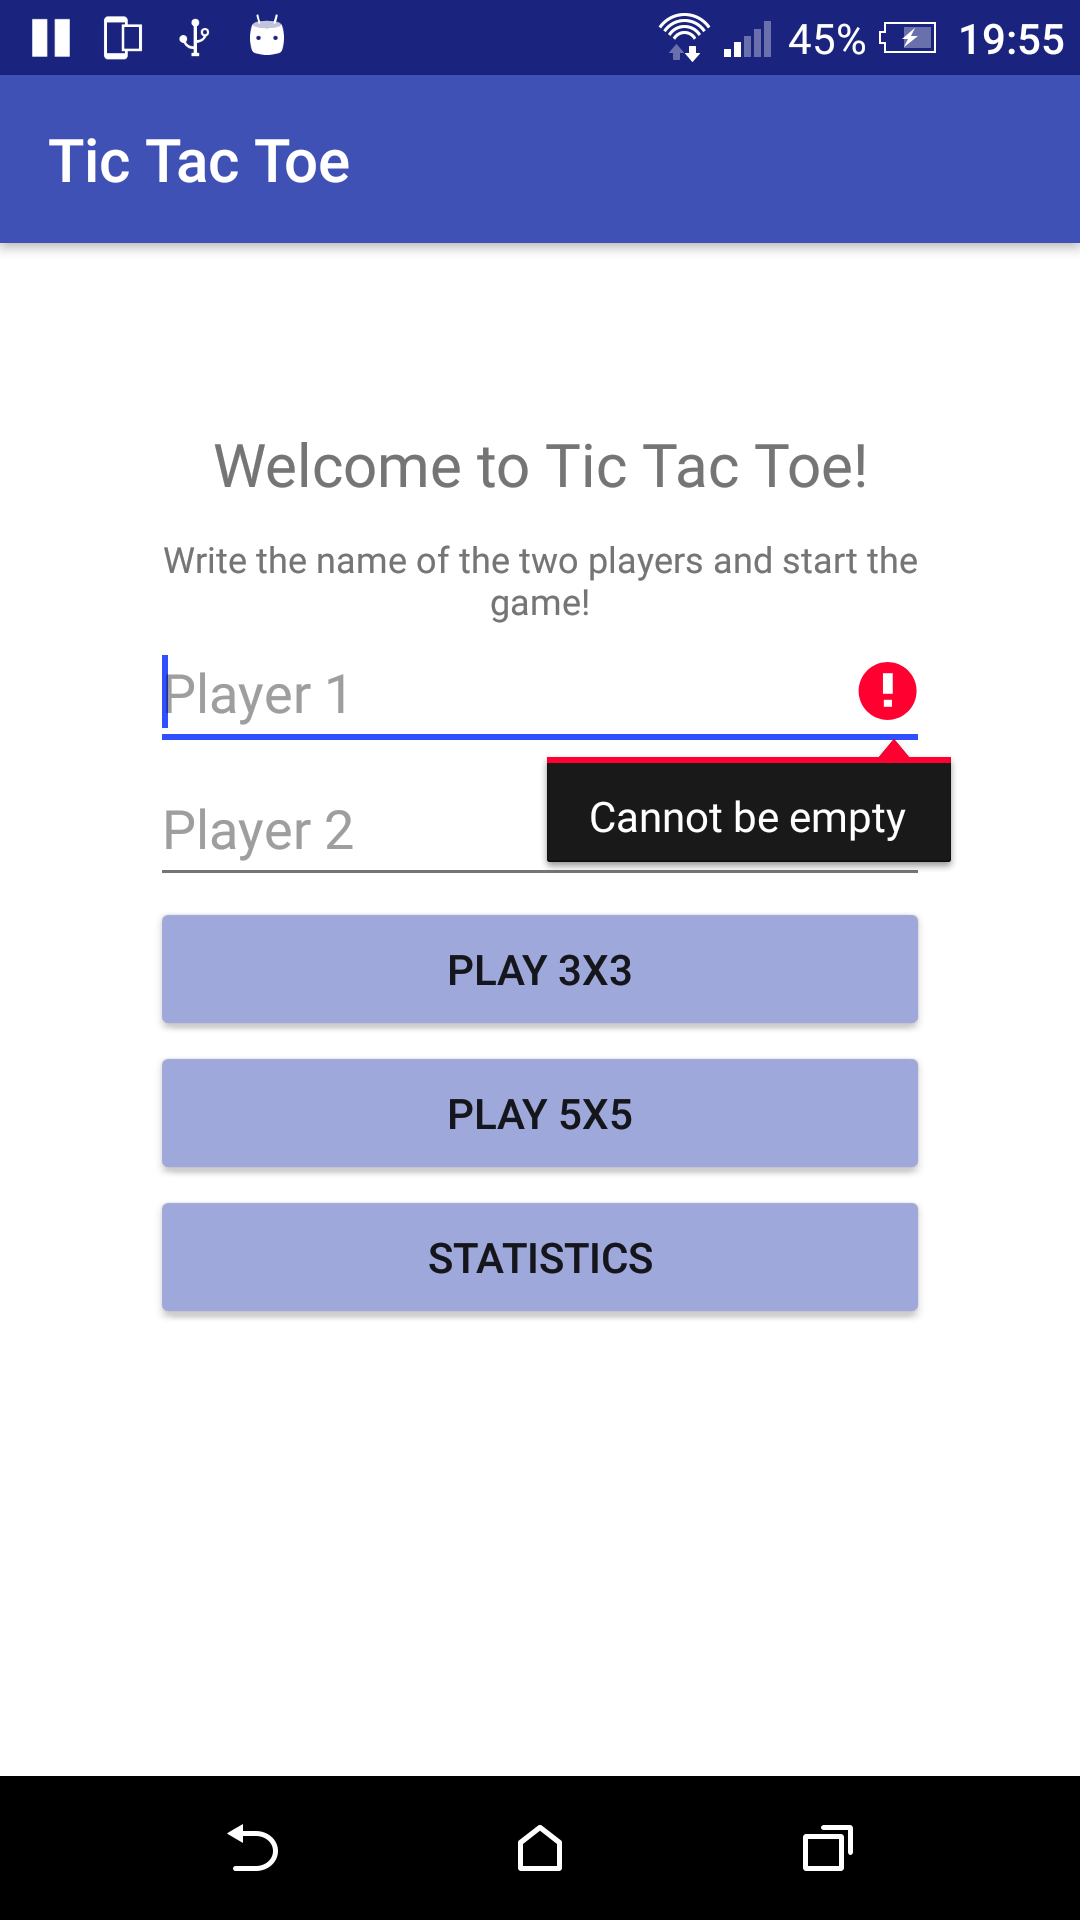 45% 19:55
Tic Tac Toe
Welcome to Tic Tac Toe!
Write the name of the two players and start the
game!
Player 1
Cannot be empty
Player 2
PLAY 3X3
PLAY 5X5
STATISTICS